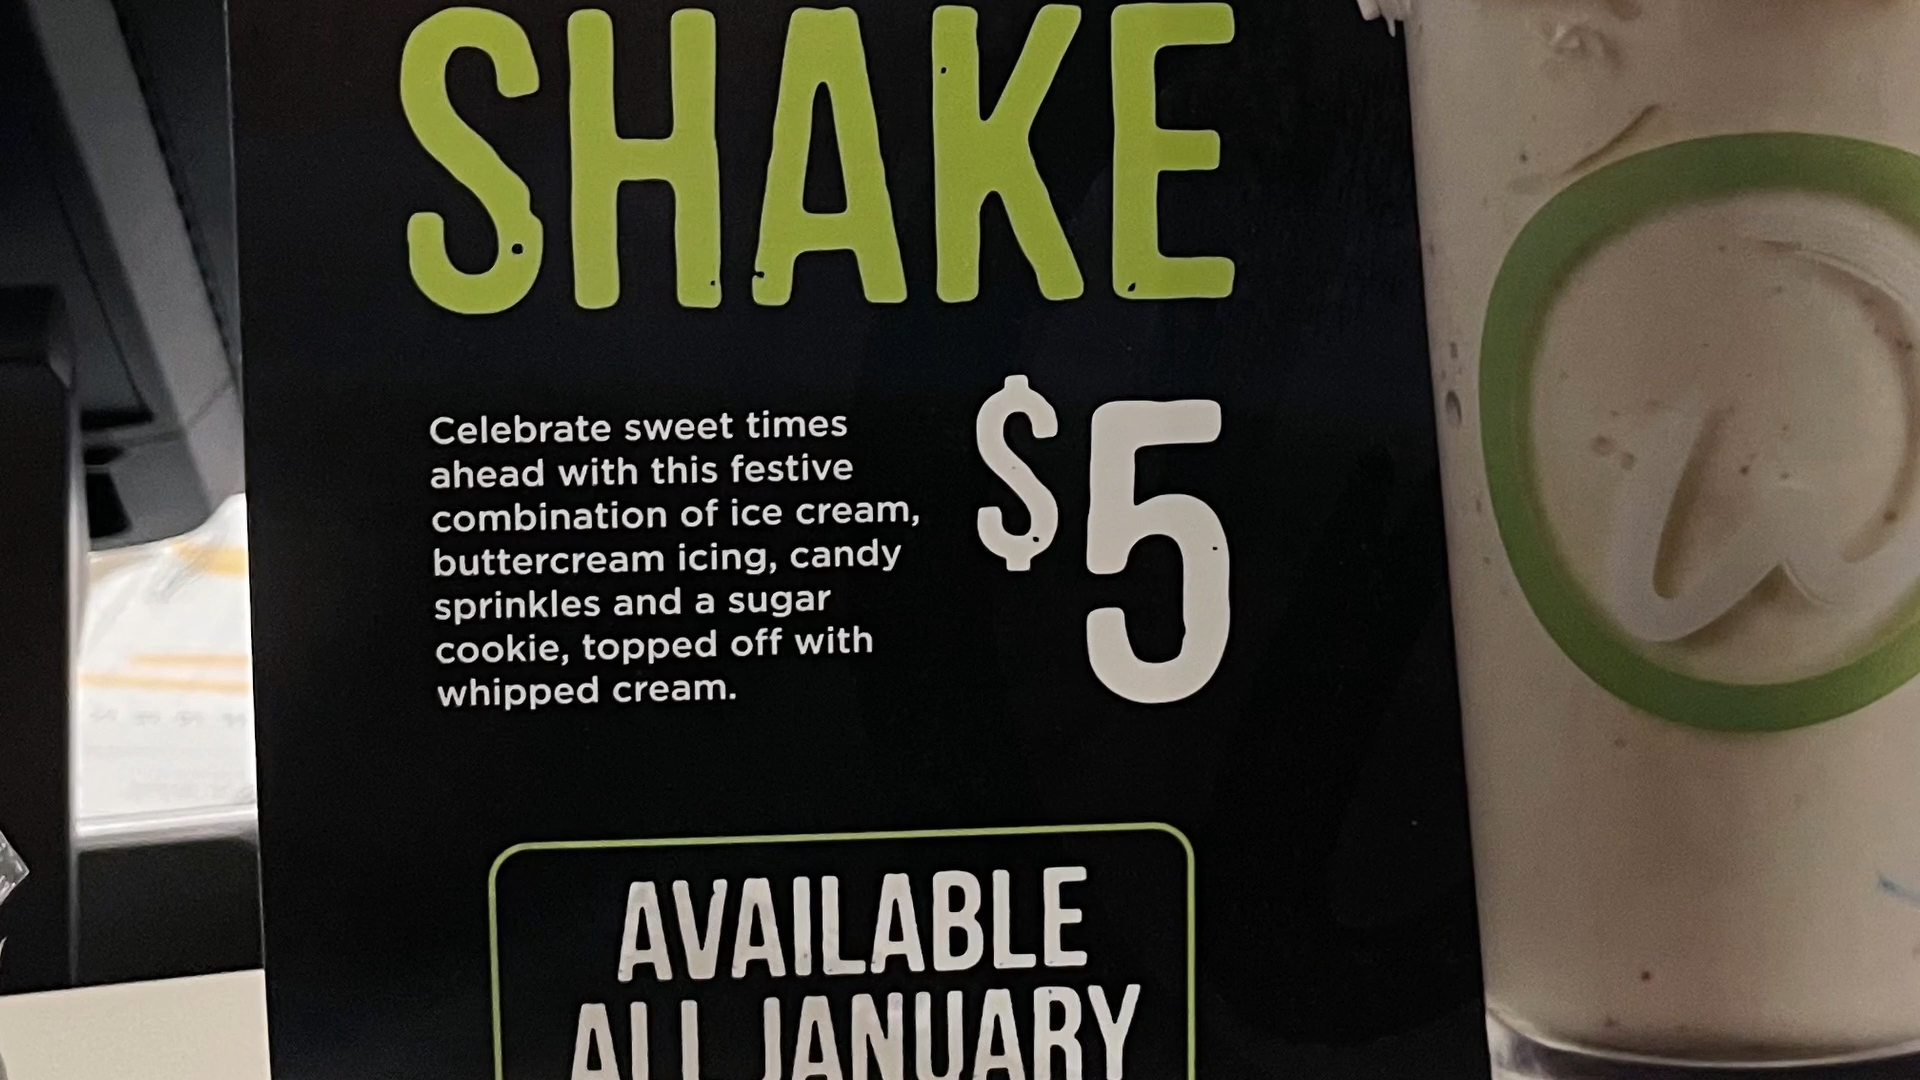 SHAKE
Celebrate sweet times
ahead with this festive
combination of ice cream,
buttercream icing, candy
sprinkles and a sugar
cookie, topped off with
whipped cream.
$5
AVAILABLE
ALL JANUARY